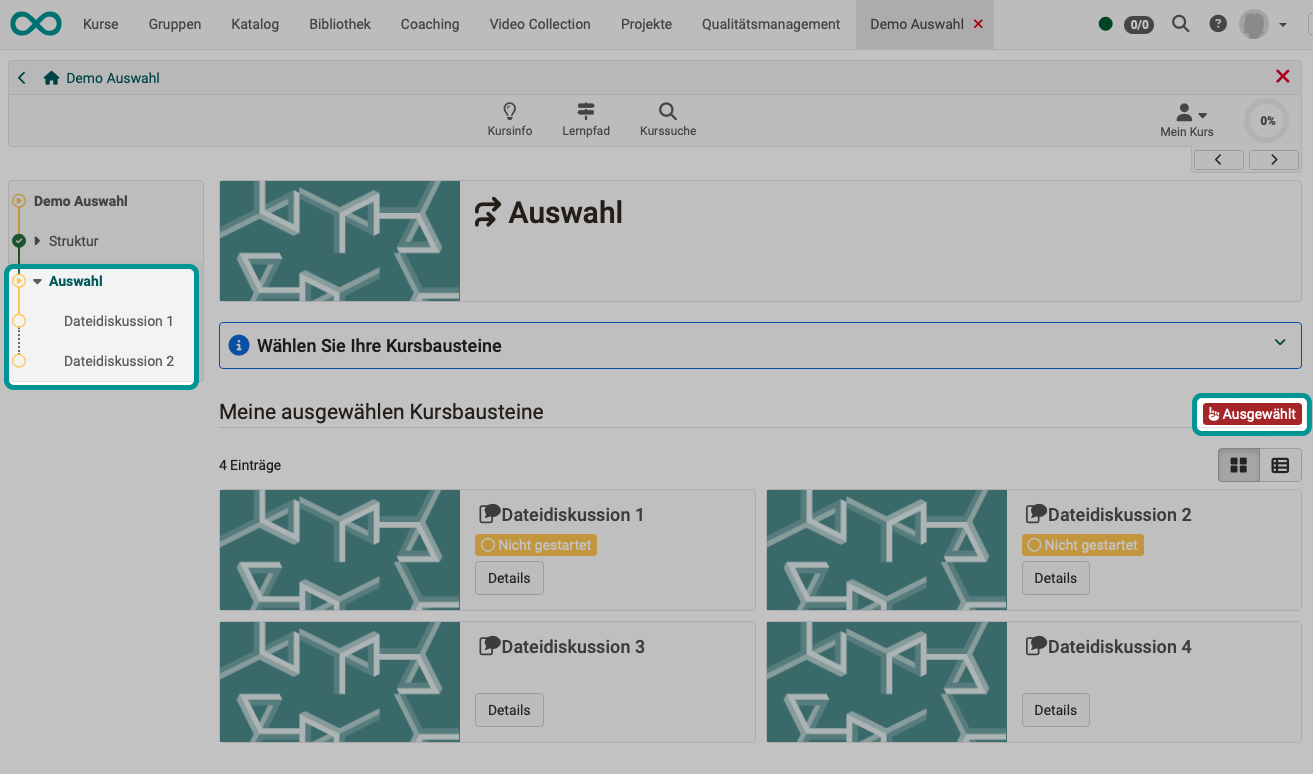 Kurse Gruppen Katalog Bibliothek Coaching Video Collection Projekte Qualitätsmanagement Demo Auswahl 0/0
Demo Auswahl
Kursinfo Lernpfad Kurssuche Mein Kurs 0%
Demo Auswahl
Struktur
Auswahl
Dateidiskussion 1
Dateidiskussion 2
Auswahl
Wählen Sie Ihre Kursbausteine
Meine ausgewählen Kursbausteine
Ausgewählt
4 Einträge
Dateidiskussion 1
Nicht gestartet
Details
Dateidiskussion 2
Nicht gestartet
Details
Dateidiskussion 3
Details
Dateidiskussion 4
Details